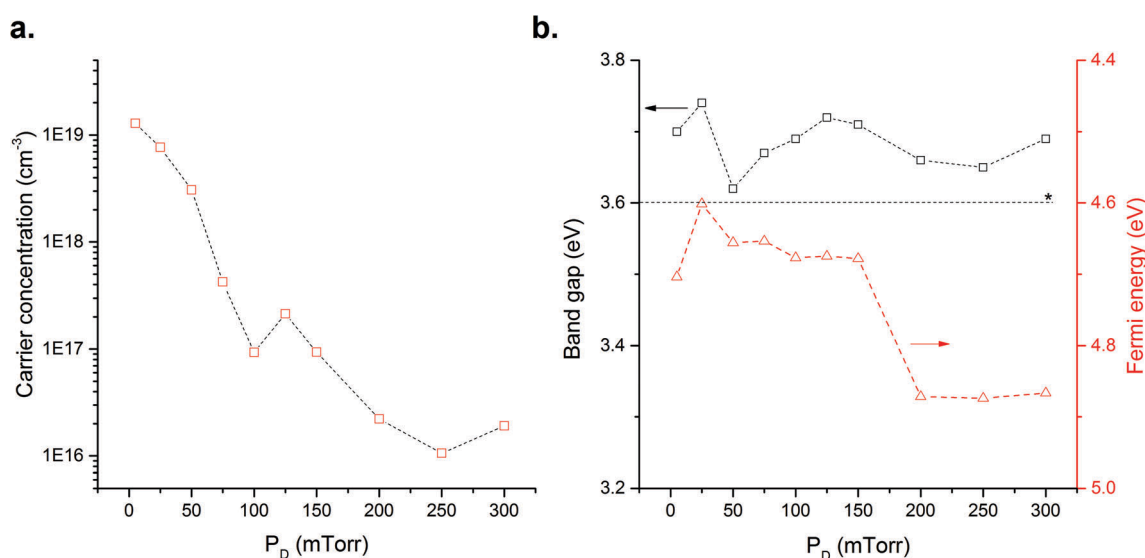 a.
Carrier concentration (cm-3)
1E19
1E18
1E17
1E16
0 50 100 150 200 250 300
PD (mTorr)
b.
Band gap (eV)
3.8
3.6
3.4
3.2
*
4.4
4.6
4.8
5.0
Fermi energy (eV)
0 50 100 150 200 250 300
PD (mTorr)